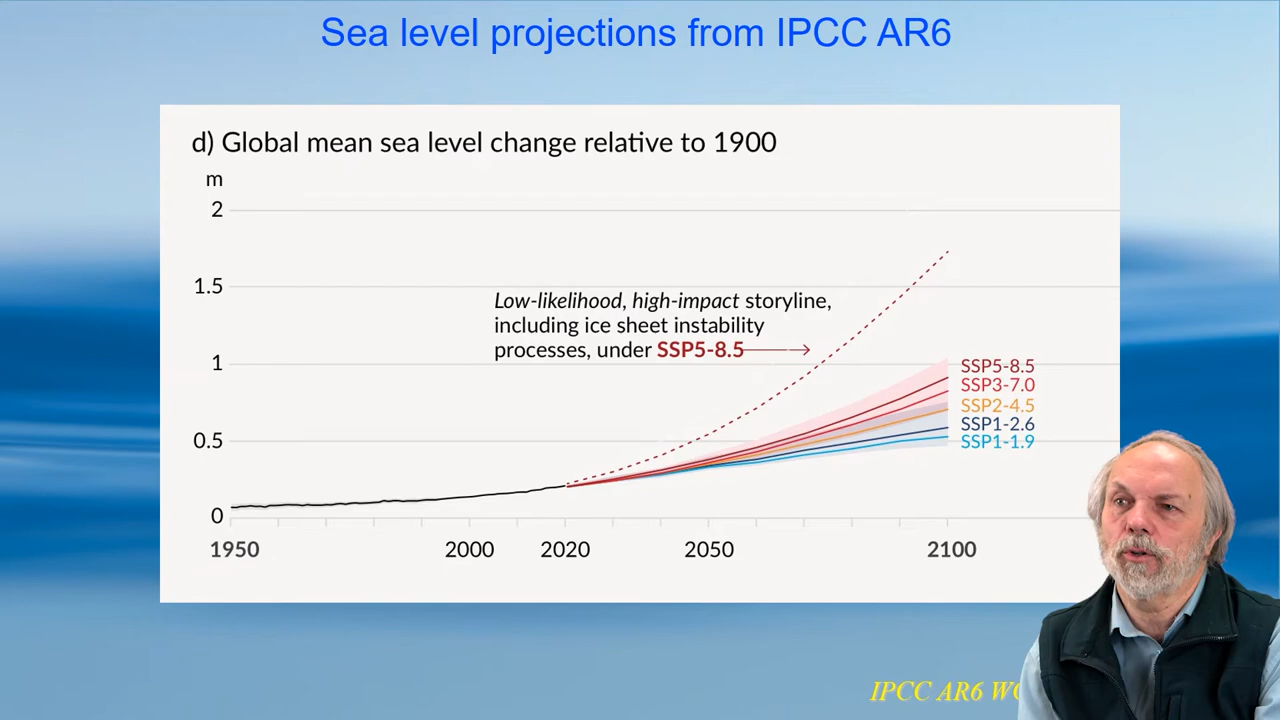 Sea level projections from IPCC AR6
d) Global mean sea level change relative to 1900
m
2
1.5
Low-likelihood, high-impact storyline,
including ice sheet instability
processes, under SSP5-8.5
1
SSP5-8.5
SSP3-7.0
SSP2-4.5
SSP1-2.6
SSP1-1.9
0.5
0
1950 2000 2020 2050 2100
IPCC AR6